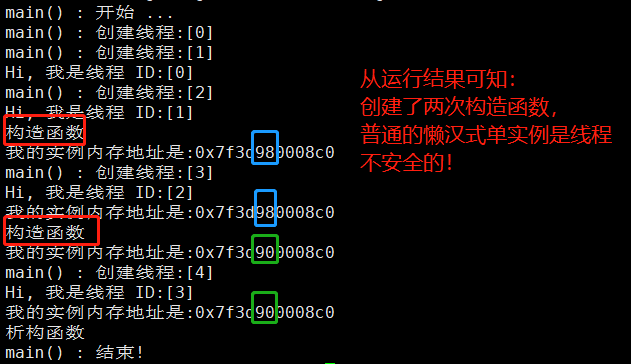 main() : 开始 ...
main() : 创建线程:[0]
main() : 创建线程:[1]
Hi, 我是线程 ID:[0]
main() : 创建线程:[2]
Hi, 我是线程 ID:[1]
构造函数
我的实例内存地址是:0x7f3d980008c0
main() : 创建线程:[3]
Hi, 我是线程 ID:[2]
我的实例内存地址是:0x7f3d980008c0
构造函数
我的实例内存地址是:0x7f3d900008c0
main() : 创建线程:[4]
Hi, 我是线程 ID:[3]
我的实例内存地址是:0x7f3d900008c0
析构函数
main() : 结束!
从运行结果可知:
创建了两次构造函数,
普通的懒汉式单实例是线程
不安全的!